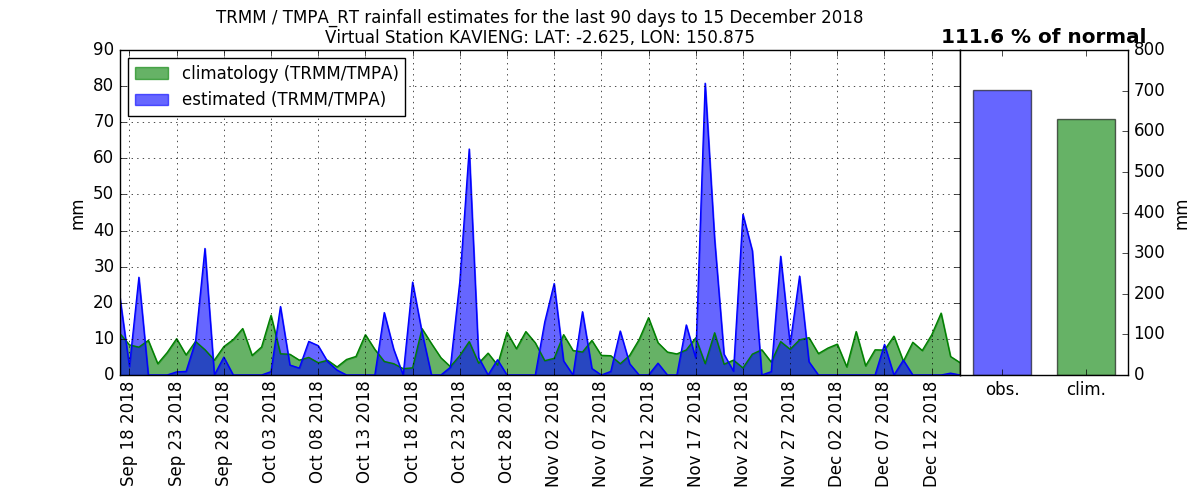 TRMM / TMPA_RT rainfall estimates for the last 90 days to 15 December 2018
Virtual Station KAVIENG: LAT: -2.625, LON: 150.875
111.6 % of normal
climatology (TRMM/TMPA)
estimated (TRMM/TMPA)
mm
90
80
70
60
50
40
30
20
10
0
Sep 18 2018
Sep 23 2018
Sep 28 2018
Oct 03 2018
Oct 08 2018
Oct 13 2018
Oct 18 2018
Oct 23 2018
Oct 28 2018
Nov 02 2018
Nov 07 2018
Nov 12 2018
Nov 17 2018
Nov 22 2018
Nov 27 2018
Dec 02 2018
Dec 07 2018
Dec 12 2018
obs.
clim.
800
700
600
500
400
300
200
100
0
mm